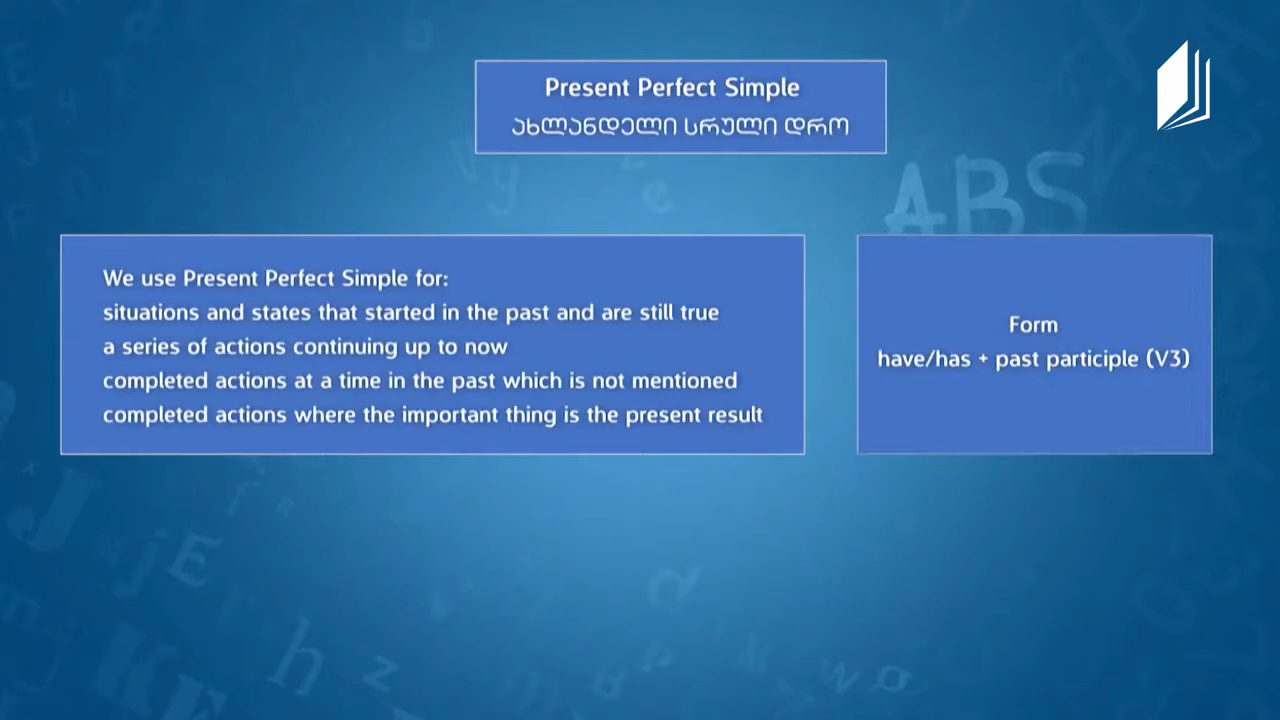 Present Perfect Simple
ახლანდელი სრული დრო
ABS
We use Present Perfect Simple for:
situations and states that started in the past and are still true
a series of actions continuing up to now
completed actions at a time in the past which is not mentioned
completed actions where the important thing is the present result
Form
have/has + past participle (V3)